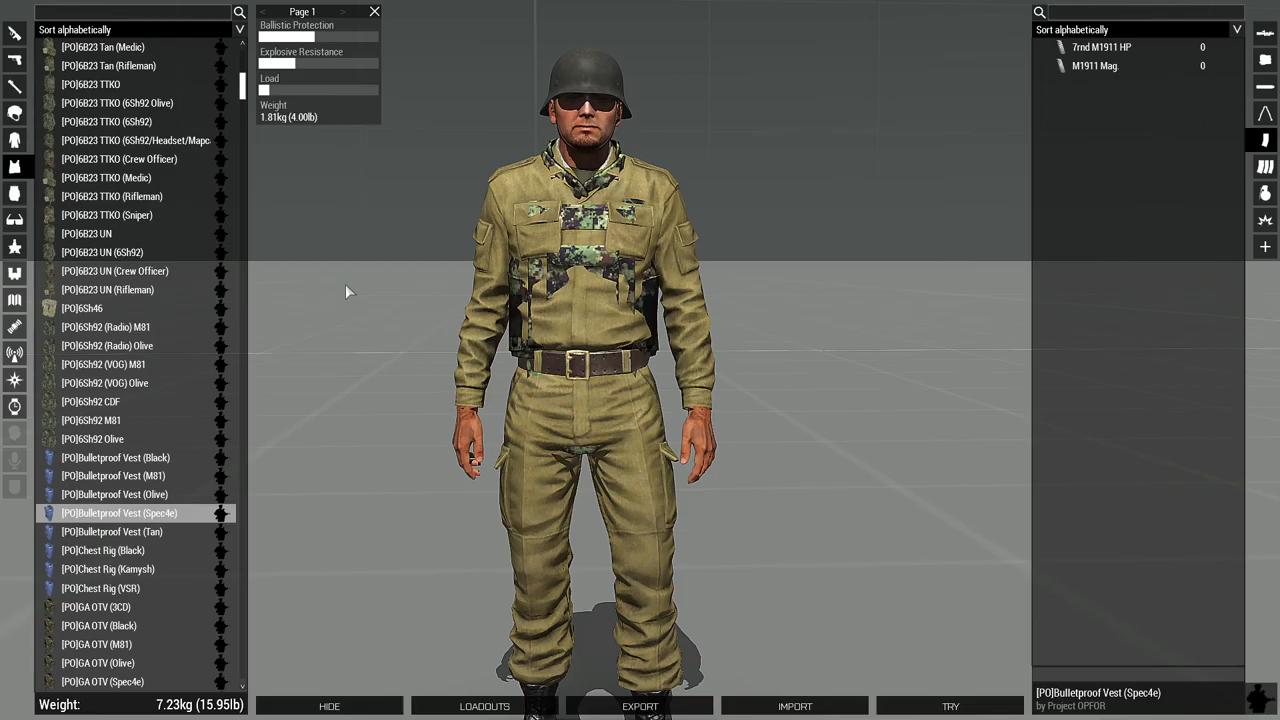 Sort alphabetically
[PO]6B23 Tan (Medic)
[PO]6B23 Tan (Rifleman)
[PO]6B23 TTKO
[PO]6B23 TTKO (6Sh92 Olive)
[PO]6B23 TTKO (6Sh92)
[PO]6B23 TTKO (6Sh92/Headset/Mapc
[PO]6B23 TTKO (Crew Officer)
[PO]6B23 TTKO (Medic)
[PO]6B23 TTKO (Rifleman)
[PO]6B23 TTKO (Sniper)
[PO]6B23 UN
[PO]6B23 UN (6Sh92)
[PO]6B23 UN (Crew Officer)
[PO]6B23 UN (Rifleman)
[PO]6Sh46
[PO]6Sh92 (Radio) M81
[PO]6Sh92 (Radio) Olive
[PO]6Sh92 (VOG) M81
[PO]6Sh92 (VOG) Olive
[PO]6Sh92 CDF
[PO]6Sh92 M81
[PO]6Sh92 Olive
[PO]Bulletproof Vest (Black)
[PO]Bulletproof Vest (M81)
[PO]Bulletproof Vest (Olive)
[PO]Bulletproof Vest (Spec4e)
[PO]Bulletproof Vest (Tan)
[PO]Chest Rig (Black)
[PO]Chest Rig (Kamysh)
[PO]Chest Rig (VSR)
[PO]GA OTV (3CD)
[PO]GA OTV (Black)
[PO]GA OTV (M81)
[PO]GA OTV (Olive)
[PO]GA OTV (Spec4e)
Weight: 7.23kg (15.95lb)
< Page 1 >
Ballistic Protection
Explosive Resistance
Load
Weight
1.81kg (4.00lb)
HIDE
LOADOUTS
EXPORT
IMPORT
TRY
Sort alphabetically
7rnd M1911 HP 0
M1911 Mag. 0
[PO]Bulletproof Vest (Spec4e)
by Project OPFOR